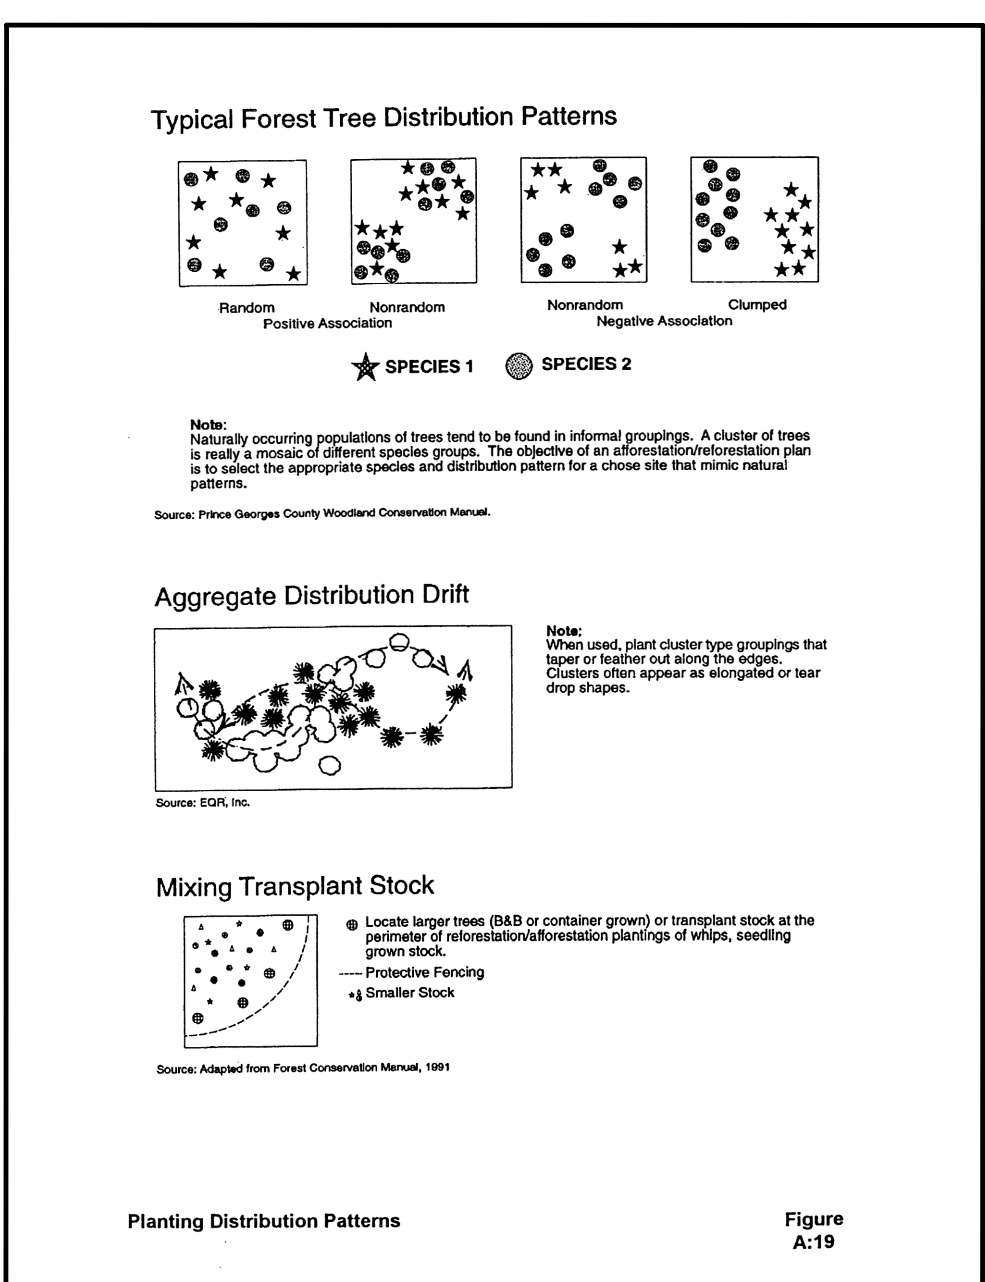 Typical Forest Tree Distribution Patterns
Random
Nonrandom
Positive Association
Nonrandom
Clumped
Negative Association
SPECIES 1
SPECIES 2
Note:
Naturally occurring populations of trees tend to be found in informal groupings. A cluster of trees
is really a mosaic of different species groups. The objective of an afforestation/reforestation plan
is to select the appropriate species and distribution pattern for a chose site that mimic natural
patterns.
Source: Prince Georges County Woodland Conservation Manual.
Aggregate Distribution Drift
Note:
When used, plant cluster type groupings that
taper or feather out along the edges.
Clusters often appear as elongated or tear
drop shapes.
Source: EQR, Inc.
Mixing Transplant Stock
Locate larger trees (B&B or container grown) or transplant stock at the
perimeter of reforestation/afforestation plantings of whips, seedling
grown stock.
Protective Fencing
Smaller Stock
Source: Adapted from Forest Conservation Manual, 1991
Planting Distribution Patterns
Figure
A:19